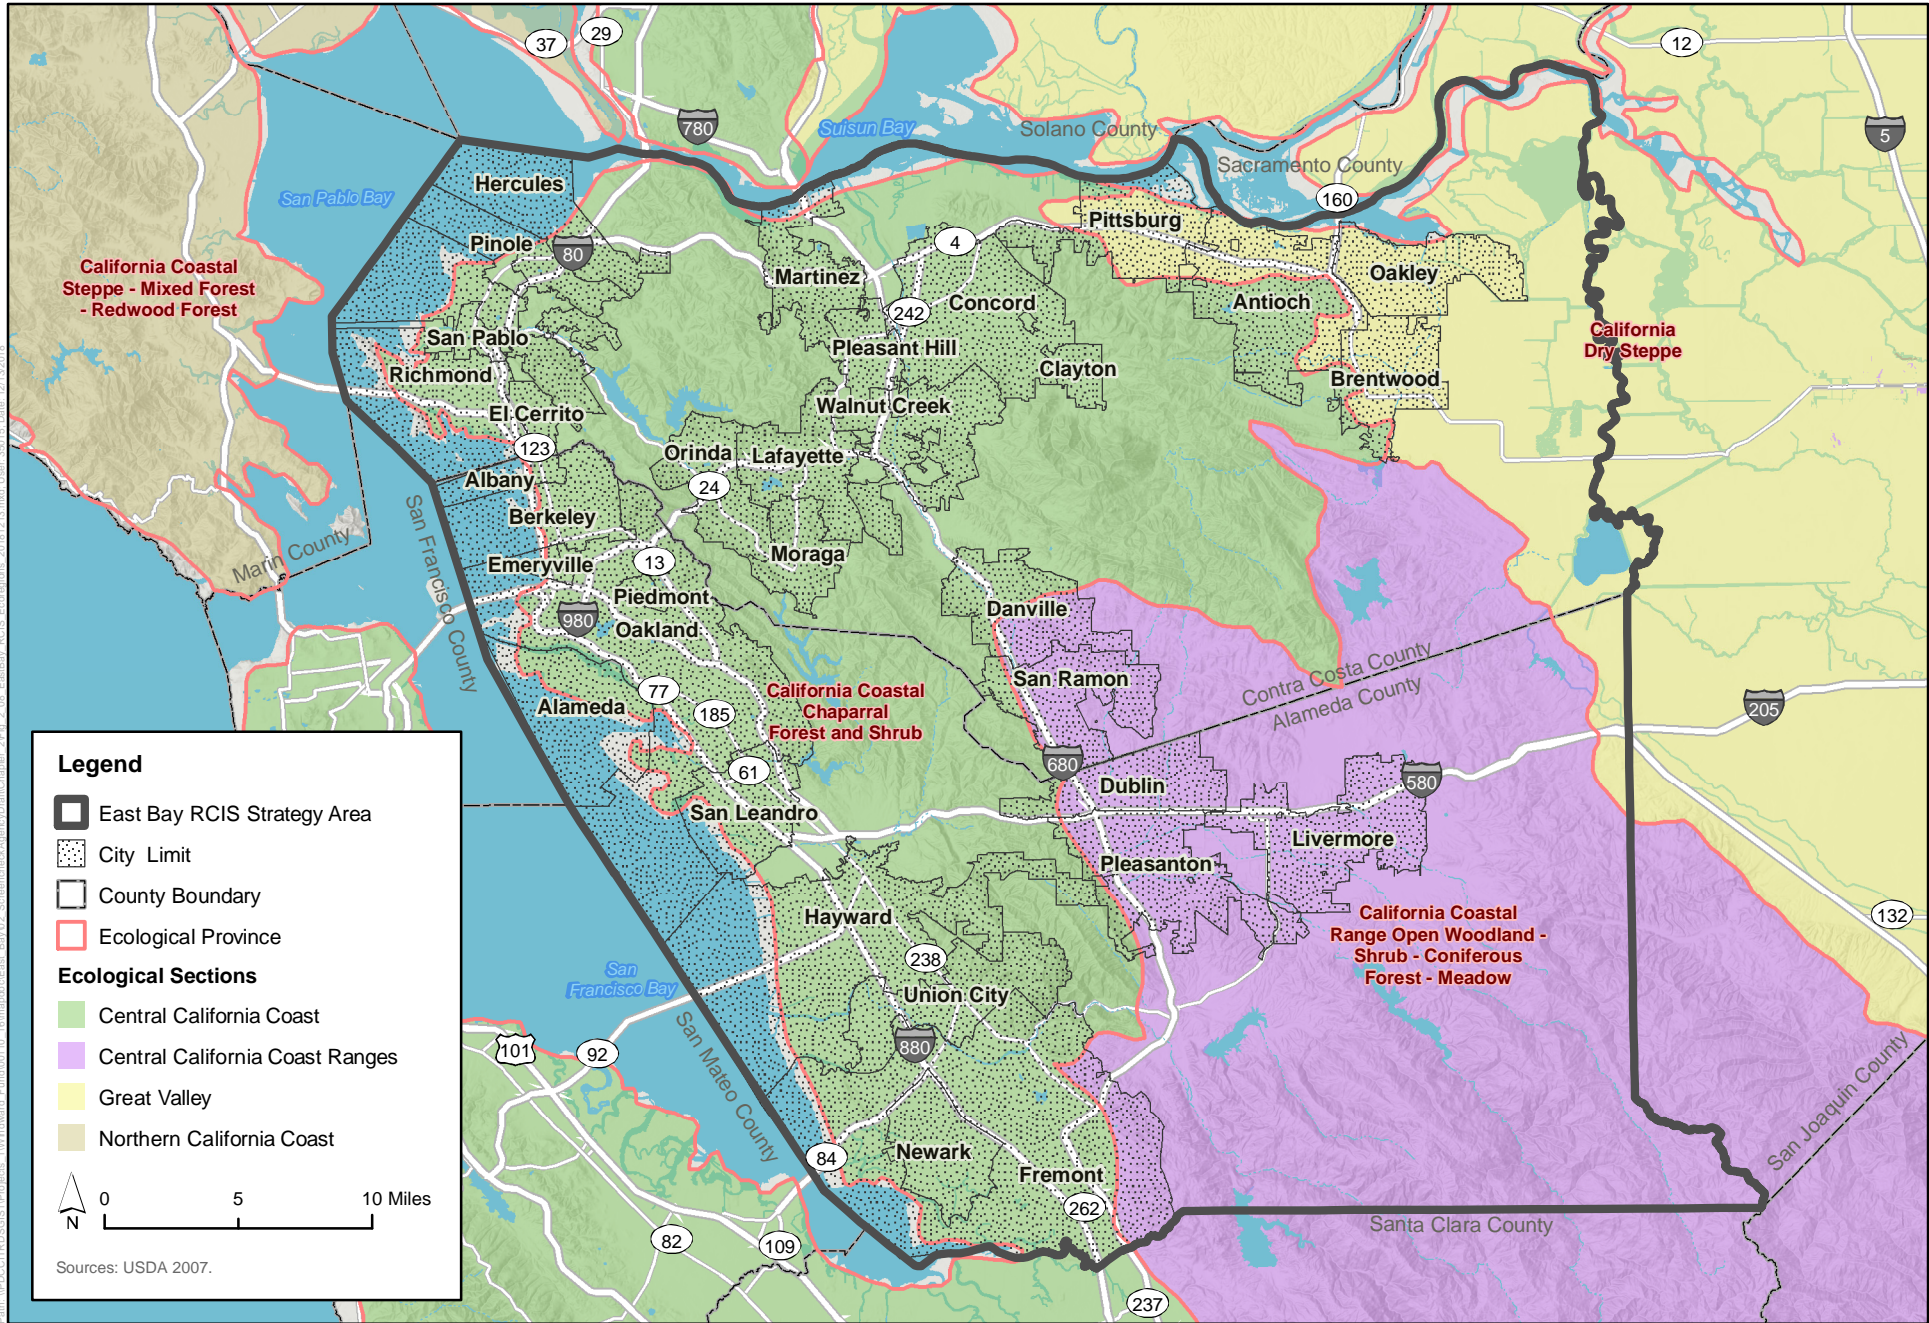 37
29
12
780
5
Suisun Bay
Solano County
Sacramento County
San Pablo Bay
Hercules
160
Pittsburg
Pinole
80
4
California Coastal
Steppe - Mixed Forest
- Redwood Forest
Martinez
Oakley
Concord
Antioch
242
San Pablo
Pleasant Hill
California
Dry Steppe
Richmond
Clayton
Brentwood
El Cerrito
Walnut Creek
123
Orinda
Lafayette
Albany
24
Berkeley
San Francisco County
Marin County
Moraga
Emeryville
13
Piedmont
Danville
980
Oakland
Contra Costa County
Alameda County
San Ramon
77
Alameda
185
California Coastal
Chaparral
Forest and Shrub
205
680
61
Dublin
580
San Leandro
Livermore
Pleasanton
Hayward
California Coastal
Range Open Woodland -
Shrub - Coniferous
Forest - Meadow
132
238
San
Francisco Bay
Union City
101
92
880
San Mateo County
San Joaquin County
84
Newark
Fremont
262
Santa Clara County
82
109
237
Legend
East Bay RCIS Strategy Area
City Limit
County Boundary
Ecological Province
Ecological Sections
Central California Coast
Central California Coast Ranges
Great Valley
Northern California Coast
N
0
5
10 Miles
Sources: USDA 2007.